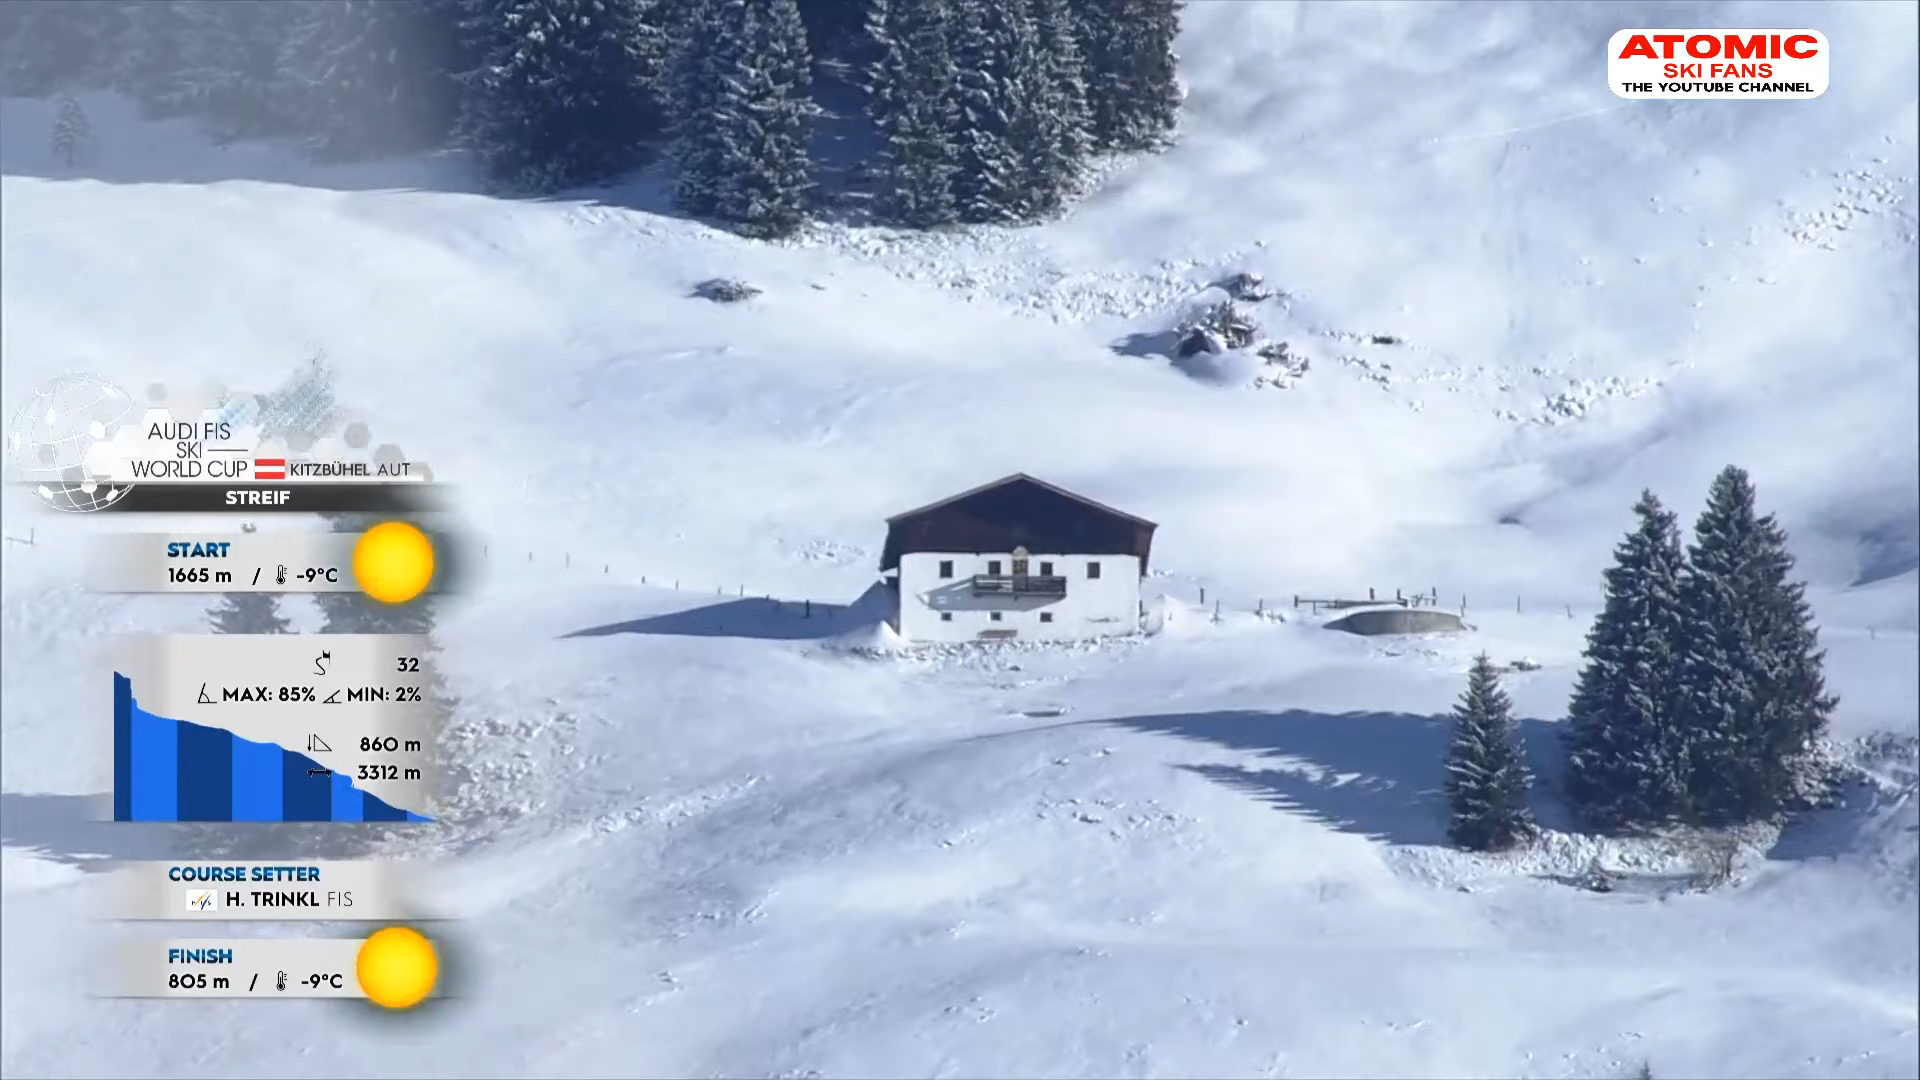 ATOMIC
SKI FANS
THE YOUTUBE CHANNEL
AUDI FIS
SKI
WORLD CUP KITZBÜHEL AUT
STREIF
START
1665 m / -9°C
32
MAX: 85% MIN: 2%
860 m
3312 m
COURSE SETTER
H. TRINKL FIS
FINISH
805 m / -9°C